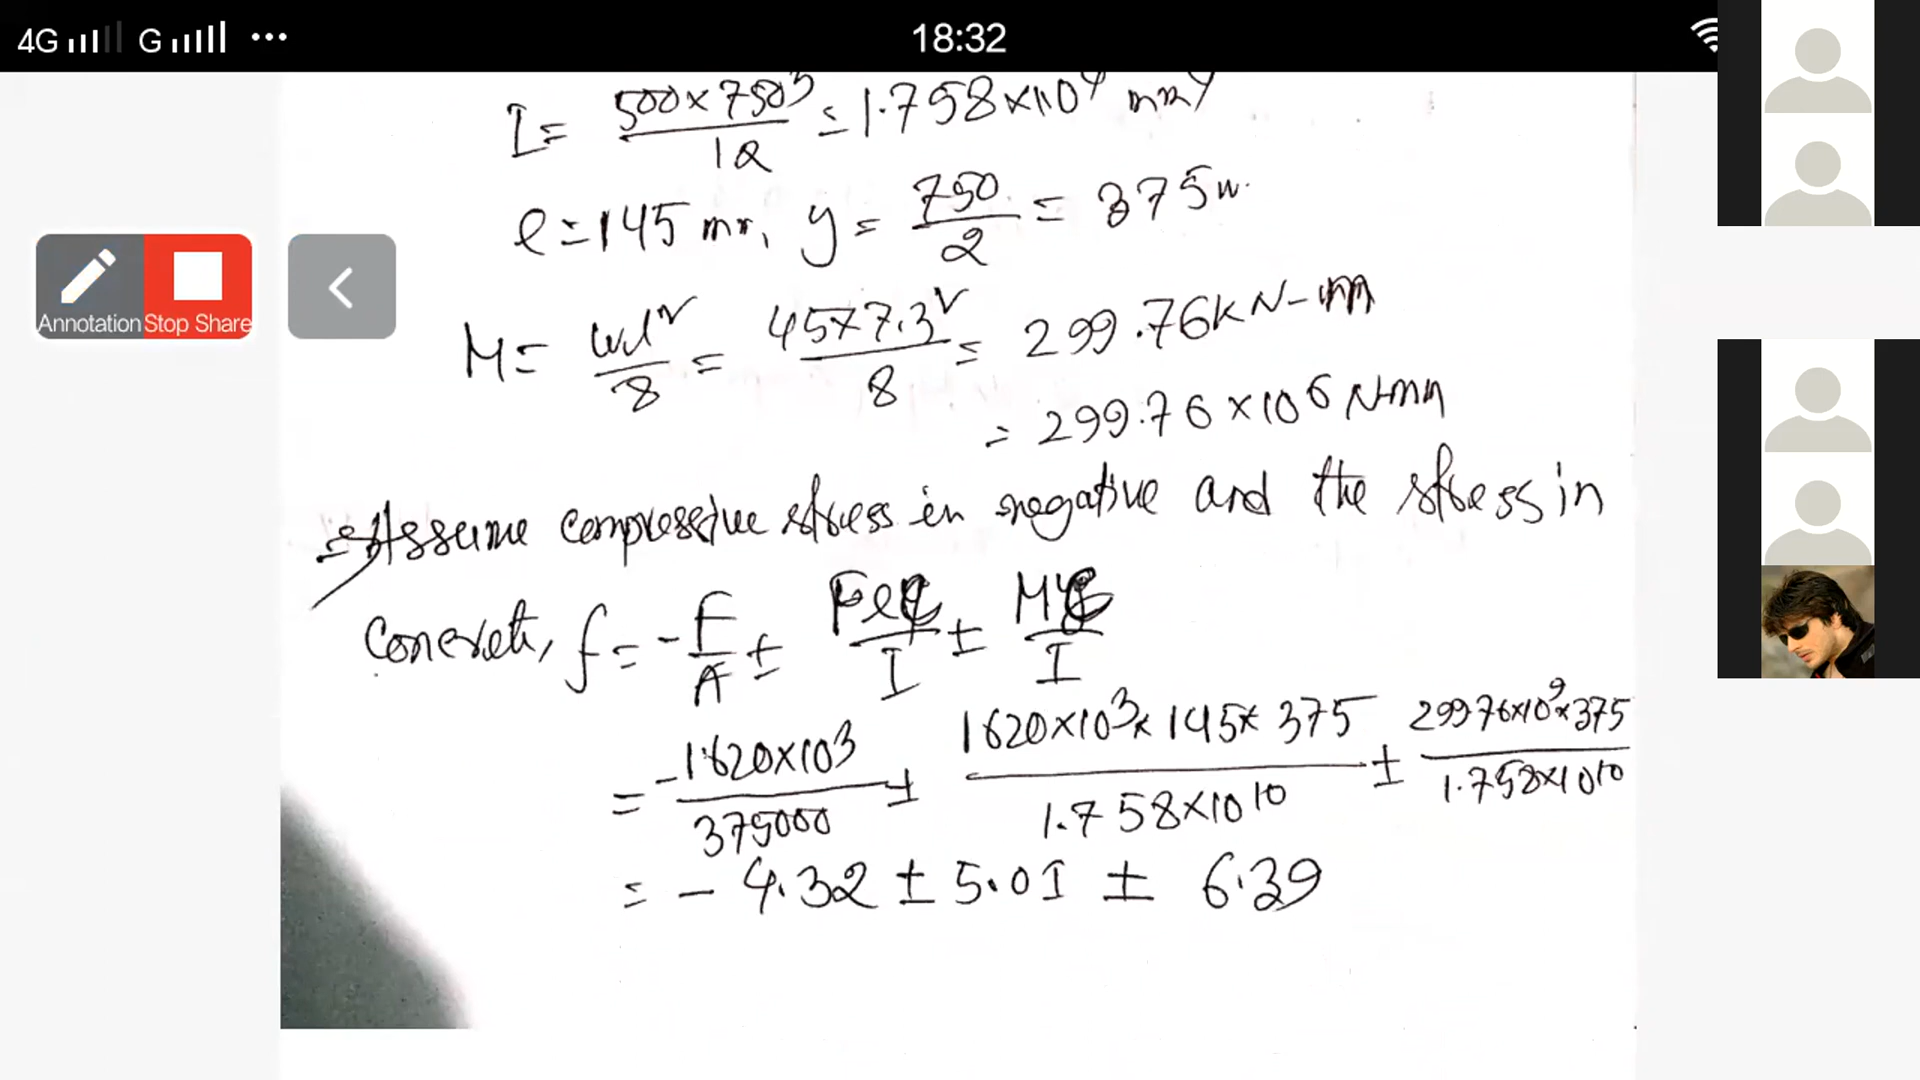 4G G ... 18:32
I = 500×750³/12 = 1.758×10⁴ mm⁴
e = 145 mm, y = 750/2 = 375 m.
Annotation Stop Share
M = wl²/8 = 45×7.3²/8 = 299.76 kN-m
= 299.76 ×10⁶ N-mm
Assume compressive stress in negative and the stress in
Concrete, f = -F/A ± Fey/I ± My/I
= -1620×10³/375000 ± 1620×10³×145×375/1.758×10¹⁰ ± 299.76×10⁹×375/1.758×10¹⁰
= - 4.32 ± 5.01 ± 6.39